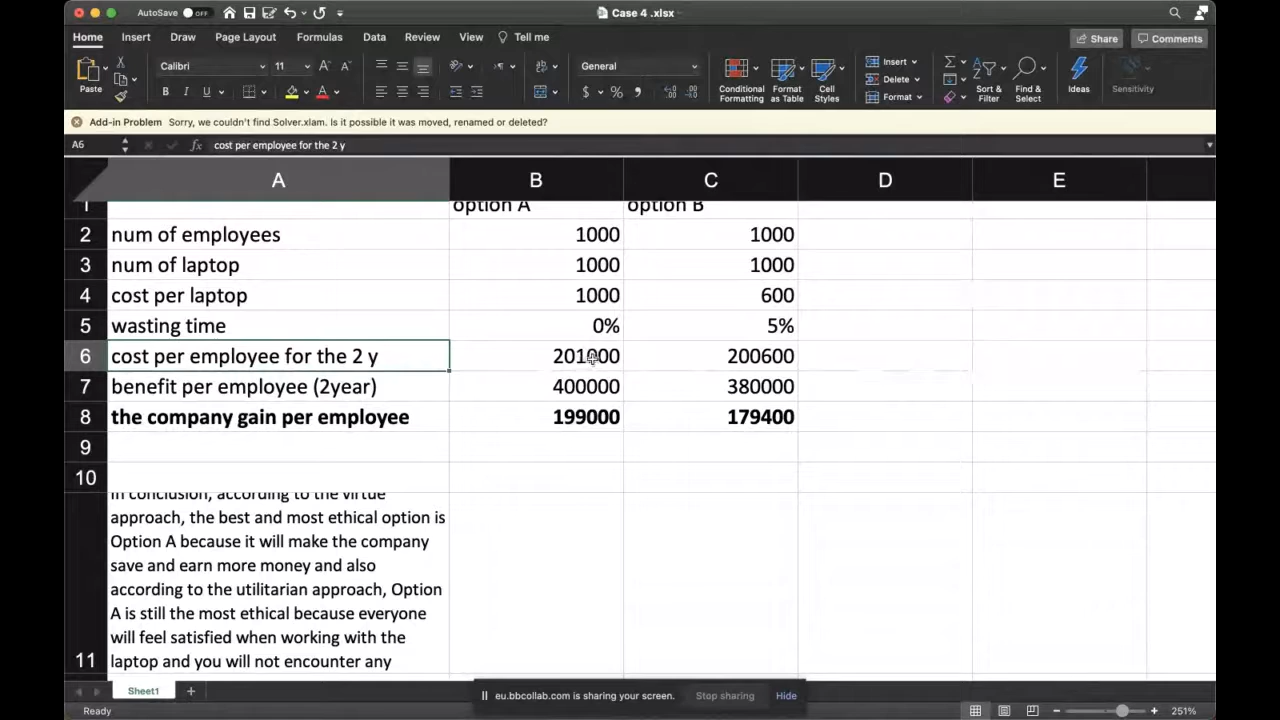 AutoSave OFF
Case 4 .xlsx
Home Insert Draw Page Layout Formulas Data Review View Tell me
Share Comments
Paste
Calibri 11
B I U
General
$ % ,
Conditional Formatting
Format as Table
Cell Styles
Insert
Delete
Format
Sort & Filter
Find & Select
Ideas
Sensitivity
Add-in Problem Sorry, we couldn't find Solver.xlam. Is it possible it was moved, renamed or deleted?
A6 fx cost per employee for the 2 y
A B C D E
1 option A option B
2 num of employees 1000 1000
3 num of laptop 1000 1000
4 cost per laptop 1000 600
5 wasting time 0% 5%
6 cost per employee for the 2 y 201000 200600
7 benefit per employee (2year) 400000 380000
8 the company gain per employee 199000 179400
9
10
In conclusion, according to the virtue
approach, the best and most ethical option is
Option A because it will make the company
save and earn more money and also
according to the utilitarian approach, Option
A is still the most ethical because everyone
will feel satisfied when working with the
11 laptop and you will not encounter any
Sheet1
eu.bbcollab.com is sharing your screen. Stop sharing Hide
Ready
251%